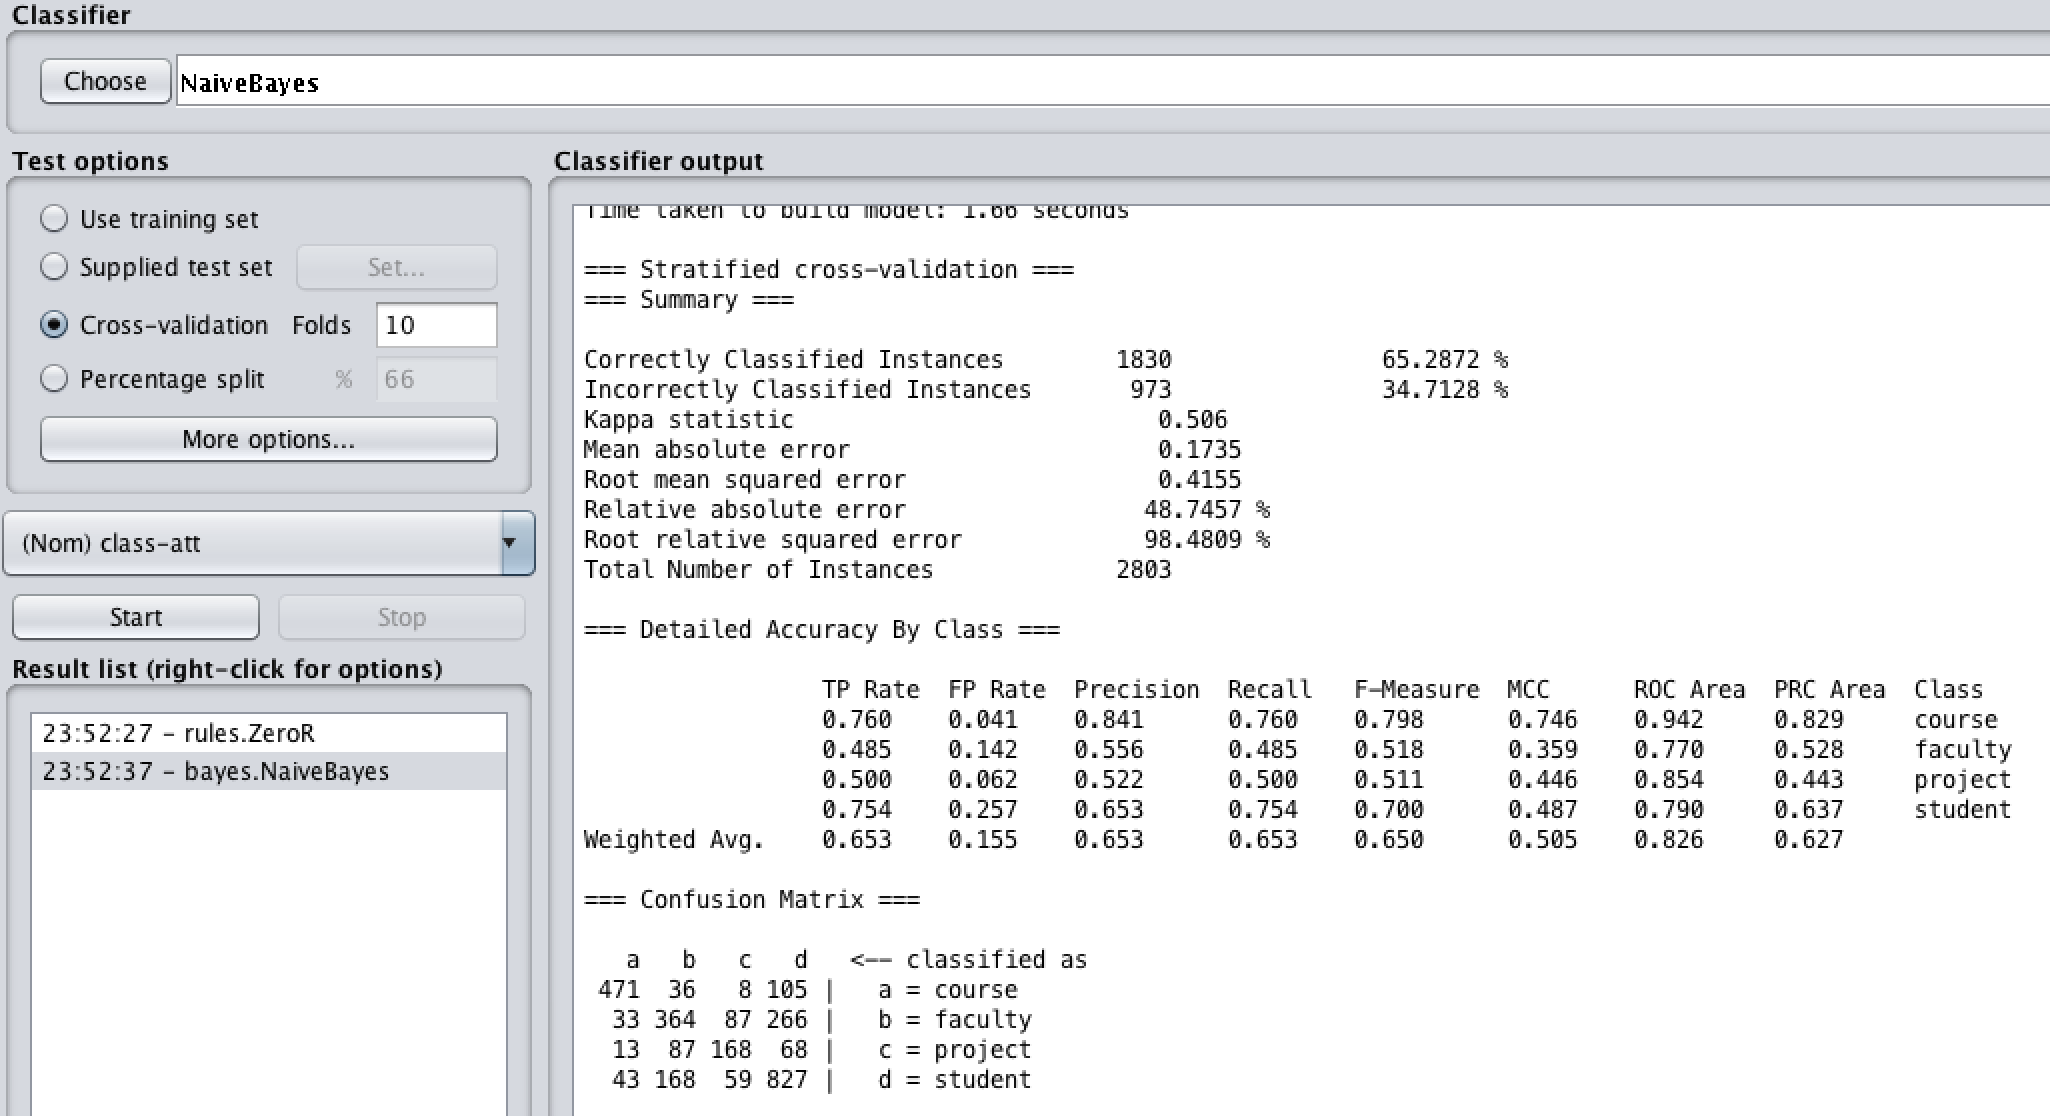 Classifier
Choose NaiveBayes
Test options
Use training set
Supplied test set Set...
Cross-validation Folds 10
Percentage split % 66
More options...
(Nom) class-att
Start Stop
Result list (right-click for options)
23:52:27 - rules.ZeroR
23:52:37 - bayes.NaiveBayes
Classifier output
Time taken to build model: 1.66 seconds
=== Stratified cross-validation ===
=== Summary ===
Correctly Classified Instances 1830 65.2872 %
Incorrectly Classified Instances 973 34.7128 %
Kappa statistic 0.506
Mean absolute error 0.1735
Root mean squared error 0.4155
Relative absolute error 48.7457 %
Root relative squared error 98.4809 %
Total Number of Instances 2803
=== Detailed Accuracy By Class ===
TP Rate FP Rate Precision Recall F-Measure MCC ROC Area PRC Area Class
0.760 0.041 0.841 0.760 0.798 0.746 0.942 0.829 course
0.485 0.142 0.556 0.485 0.518 0.359 0.770 0.528 faculty
0.500 0.062 0.522 0.500 0.511 0.446 0.854 0.443 project
0.754 0.257 0.653 0.754 0.700 0.487 0.790 0.637 student
Weighted Avg. 0.653 0.155 0.653 0.653 0.650 0.505 0.826 0.627
=== Confusion Matrix ===
a b c d <-- classified as
471 36 8 105 | a = course
33 364 87 266 | b = faculty
13 87 168 68 | c = project
43 168 59 827 | d = student